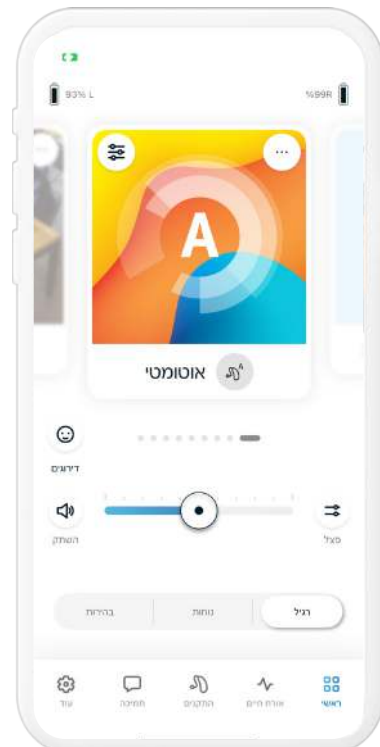 93% L
%99R
A
אוטומטי
דירוגים
השתק
פצל
רגיל
נוחות
בהירות
ראשי
אורח חיים
התקנים
תמיכה
עוד